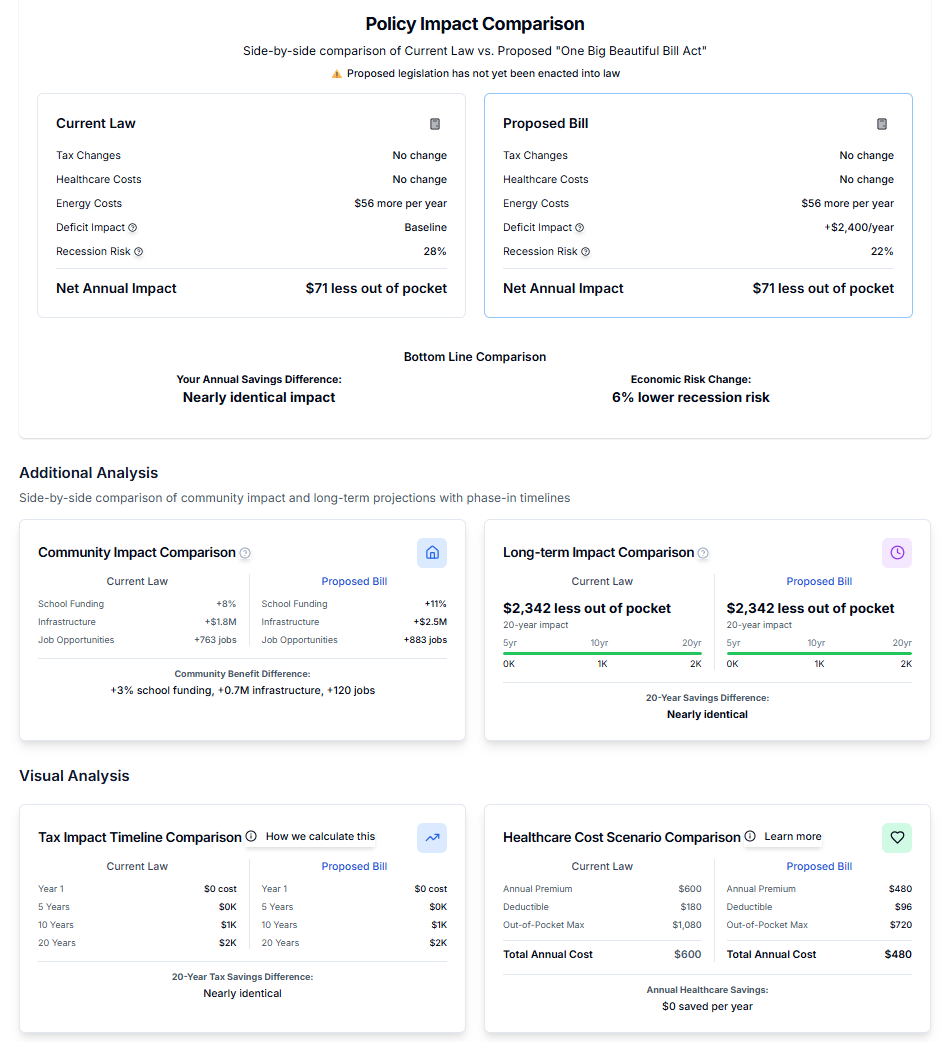 Policy Impact Comparison
Side-by-side comparison of Current Law vs. Proposed "One Big Beautiful Bill Act"
⚠ Proposed legislation has not yet been enacted into law
Current Law
Tax Changes No change
Healthcare Costs No change
Energy Costs $56 more per year
Deficit Impact Baseline
Recession Risk 28%
Net Annual Impact $71 less out of pocket
Proposed Bill
Tax Changes No change
Healthcare Costs No change
Energy Costs $56 more per year
Deficit Impact +$2,400/year
Recession Risk 22%
Net Annual Impact $71 less out of pocket
Bottom Line Comparison
Your Annual Savings Difference:
Nearly identical impact
Economic Risk Change:
6% lower recession risk
Additional Analysis
Side-by-side comparison of community impact and long-term projections with phase-in timelines
Community Impact Comparison
Current Law
School Funding +8%
Infrastructure +$1.8M
Job Opportunities +763 jobs
Proposed Bill
School Funding +11%
Infrastructure +$2.5M
Job Opportunities +883 jobs
Community Benefit Difference:
+3% school funding, +0.7M infrastructure, +120 jobs
Long-term Impact Comparison
Current Law
$2,342 less out of pocket
20-year impact
5yr 10yr 20yr
0K 1K 2K
Proposed Bill
$2,342 less out of pocket
20-year impact
5yr 10yr 20yr
0K 1K 2K
20-Year Savings Difference:
Nearly identical
Visual Analysis
Tax Impact Timeline Comparison How we calculate this
Current Law
Year 1 $0 cost
5 Years $0K
10 Years $1K
20 Years $2K
Proposed Bill
Year 1 $0 cost
5 Years $0K
10 Years $1K
20 Years $2K
20-Year Tax Savings Difference:
Nearly identical
Healthcare Cost Scenario Comparison Learn more
Current Law
Annual Premium $600
Deductible $180
Out-of-Pocket Max $1,080
Total Annual Cost $600
Proposed Bill
Annual Premium $480
Deductible $96
Out-of-Pocket Max $720
Total Annual Cost $480
Annual Healthcare Savings:
$0 saved per year